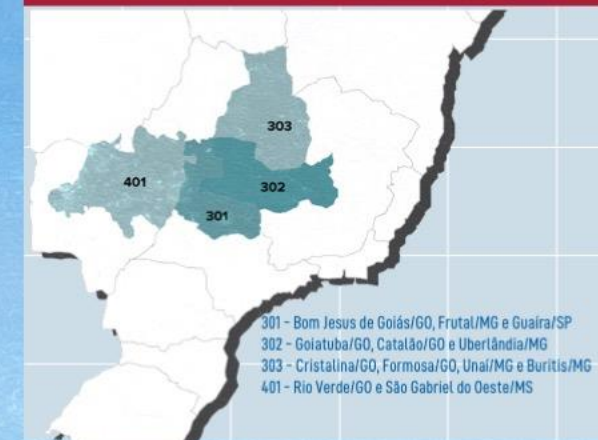 303
401
302
301
301 - Bom Jesus de Goiás/GO, Frutal/MG e Guaíra/SP
302 - Goiatuba/GO, Catalão/GO e Uberlândia/MG
303 - Cristalina/GO, Formosa/GO, Unaí/MG e Buritis/MG
401 - Rio Verde/GO e São Gabriel do Oeste/MS